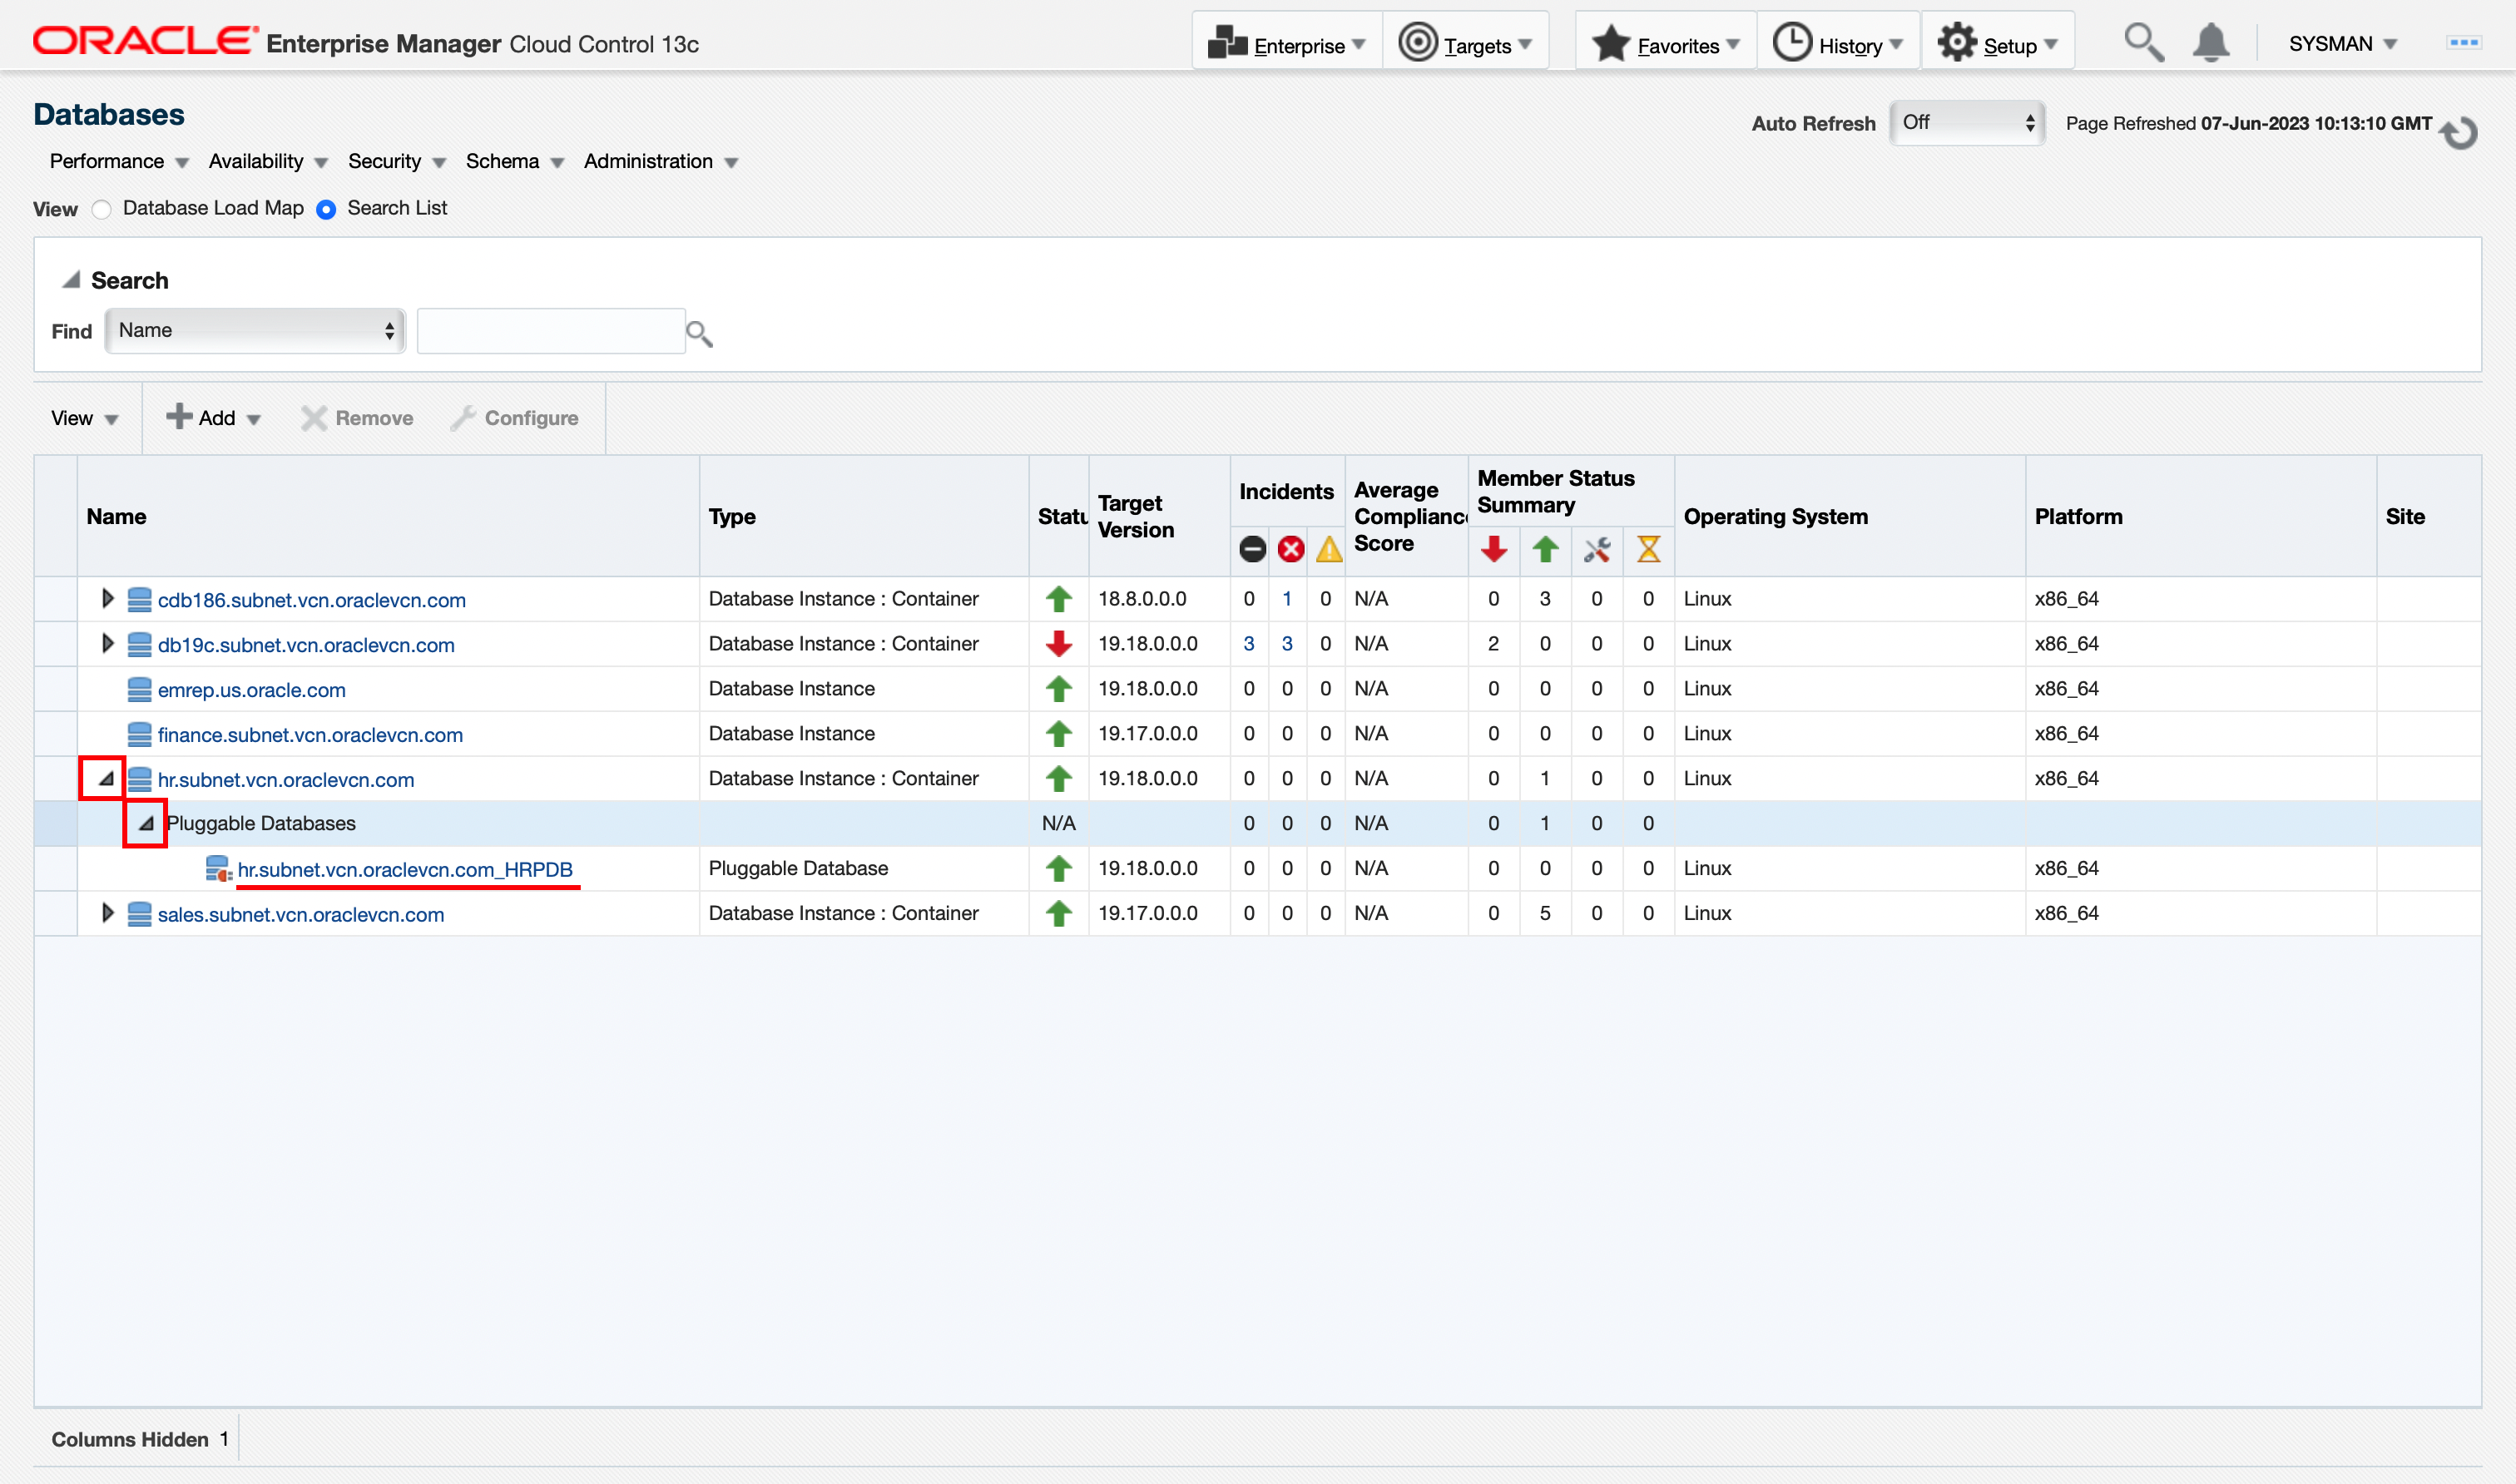 ORACLE Enterprise Manager Cloud Control 13c
Enterprise Targets Favorites History Setup SYSMAN
Databases
Auto Refresh Off Page Refreshed 07-Jun-2023 10:13:10 GMT
Performance Availability Security Schema Administration
View Database Load Map Search List
Search
Find Name
View Add Remove Configure
Name Type Statu Target Version Incidents Average Complianc Score Member Status Summary Operating System Platform Site
cdb186.subnet.vcn.oraclevcn.com Database Instance : Container 18.8.0.0.0 0 1 0 N/A 0 3 0 0 Linux x86_64
db19c.subnet.vcn.oraclevcn.com Database Instance : Container 19.18.0.0.0 3 3 0 N/A 2 0 0 0 Linux x86_64
emrep.us.oracle.com Database Instance 19.18.0.0.0 0 0 0 N/A 0 0 0 0 Linux x86_64
finance.subnet.vcn.oraclevcn.com Database Instance 19.17.0.0.0 0 0 0 N/A 0 0 0 0 Linux x86_64
hr.subnet.vcn.oraclevcn.com Database Instance : Container 19.18.0.0.0 0 0 0 N/A 0 1 0 0 Linux x86_64
Pluggable Databases N/A 0 0 0 N/A 0 1 0 0
hr.subnet.vcn.oraclevcn.com_HRPDB Pluggable Database 19.18.0.0.0 0 0 0 N/A 0 0 0 0 Linux x86_64
sales.subnet.vcn.oraclevcn.com Database Instance : Container 19.17.0.0.0 0 0 0 N/A 0 5 0 0 Linux x86_64
Columns Hidden 1